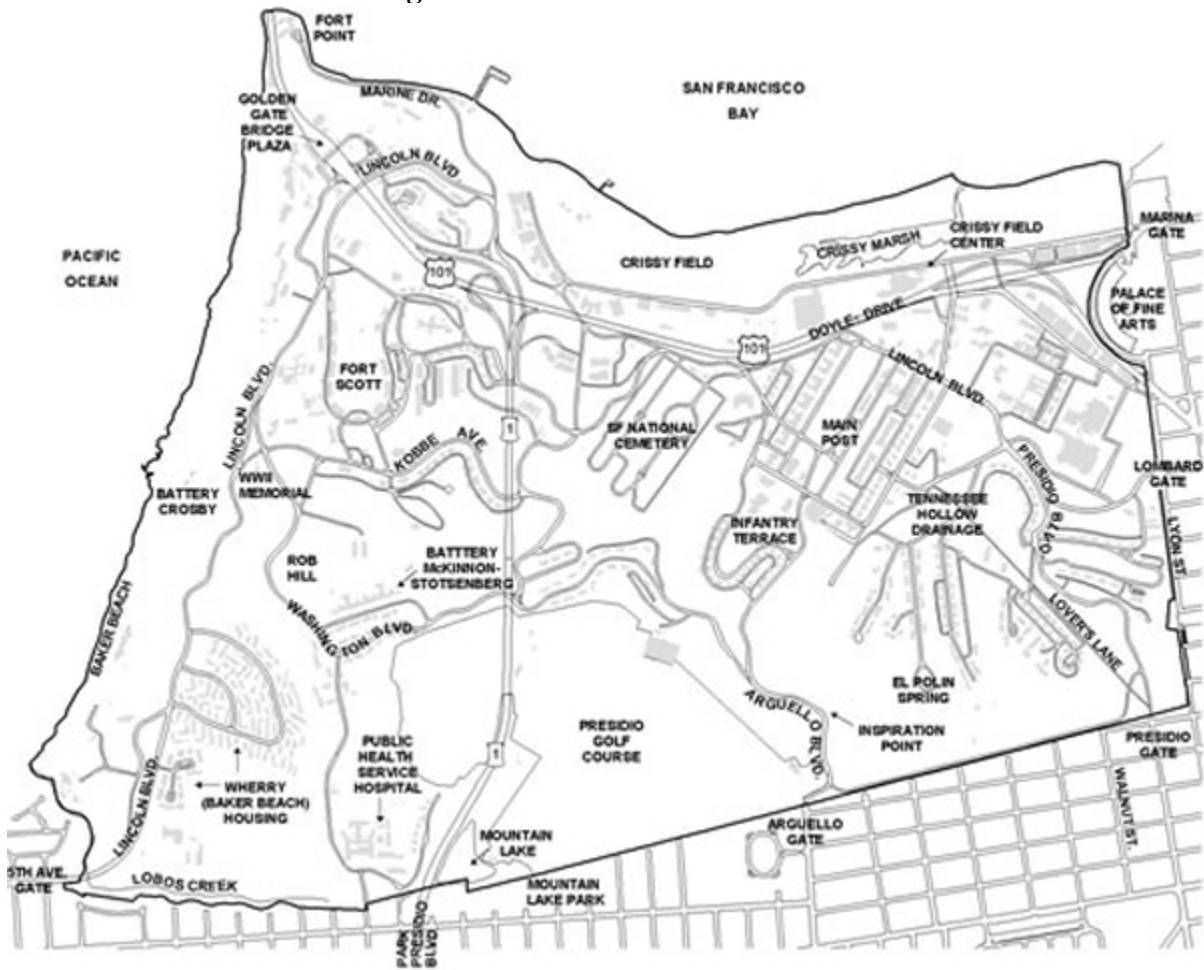 FORT
POINT
MARINE DR.
SAN FRANCISCO
BAY
GOLDEN
GATE
BRIDGE
PLAZA
LINCOLN BLVD.
MARINA
GATE
CRISSY FIELD
CENTER
CRISSY MARSH
CRISSY FIELD
PACIFIC
OCEAN
101
PALACE
OF FINE
ARTS
DOYLE DRIVE
101
LINCOLN BLVD.
FORT
SCOTT
LINCOLN BLVD.
1
SF NATIONAL
CEMETERY
MAIN
POST
KOBBE AVE.
PRESIDIO BLVD.
LOMBARD
GATE
WWII
MEMORIAL
BATTERY
CROSBY
TENNESSEE
HOLLOW
DRAINAGE
INFANTRY
TERRACE
LYON ST.
ROB
HILL
BATTTERY
McKINNON-
STOTSENBERG
WASHINGTON BLVD.
BAKER BEACH
LOVER'S LANE
EL POLIN
SPRING
ARGUELLO BLVD.
INSPIRATION
POINT
PRESIDIO
GOLF
COURSE
PRESIDIO
GATE
PUBLIC
HEALTH
SERVICE
HOSPITAL
1
WHERRY
(BAKER BEACH)
HOUSING
LINCOLN BLVD.
WALNUT ST.
MOUNTAIN
LAKE
ARGUELLO
GATE
5TH AVE.
GATE
LOBOS CREEK
MOUNTAIN
LAKE PARK
PARK
PRESIDIO
BLVD